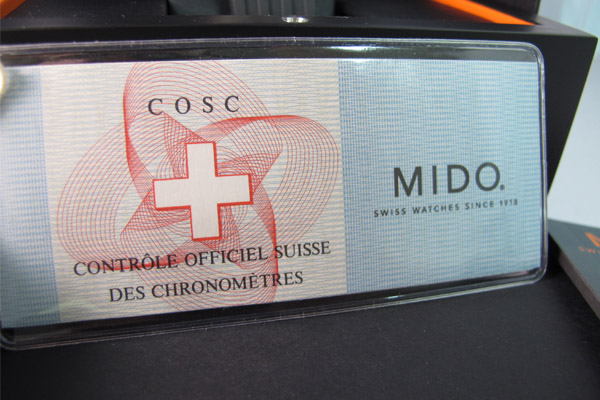 COSC
CONTRÔLE OFFICIEL SUISSE
DES CHRONOMÈTRES
MIDO.
SWISS WATCHES SINCE 1918